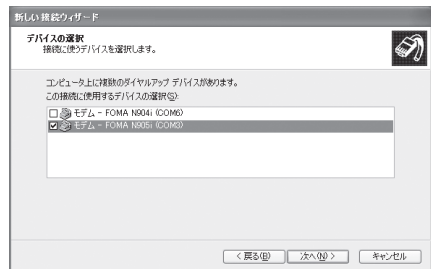 新しい接続ウィザード
デバイスの選択
接続に使うデバイスを選択します。
コンピュータ上に複数のダイヤルアップ デバイスがあります。
この接続に使用するデバイスの選択(S):
モデム - FOMA N904i (COM6)
モデム - FOMA N905i (COM3)
< 戻る(B) 次へ(N) > キャンセル